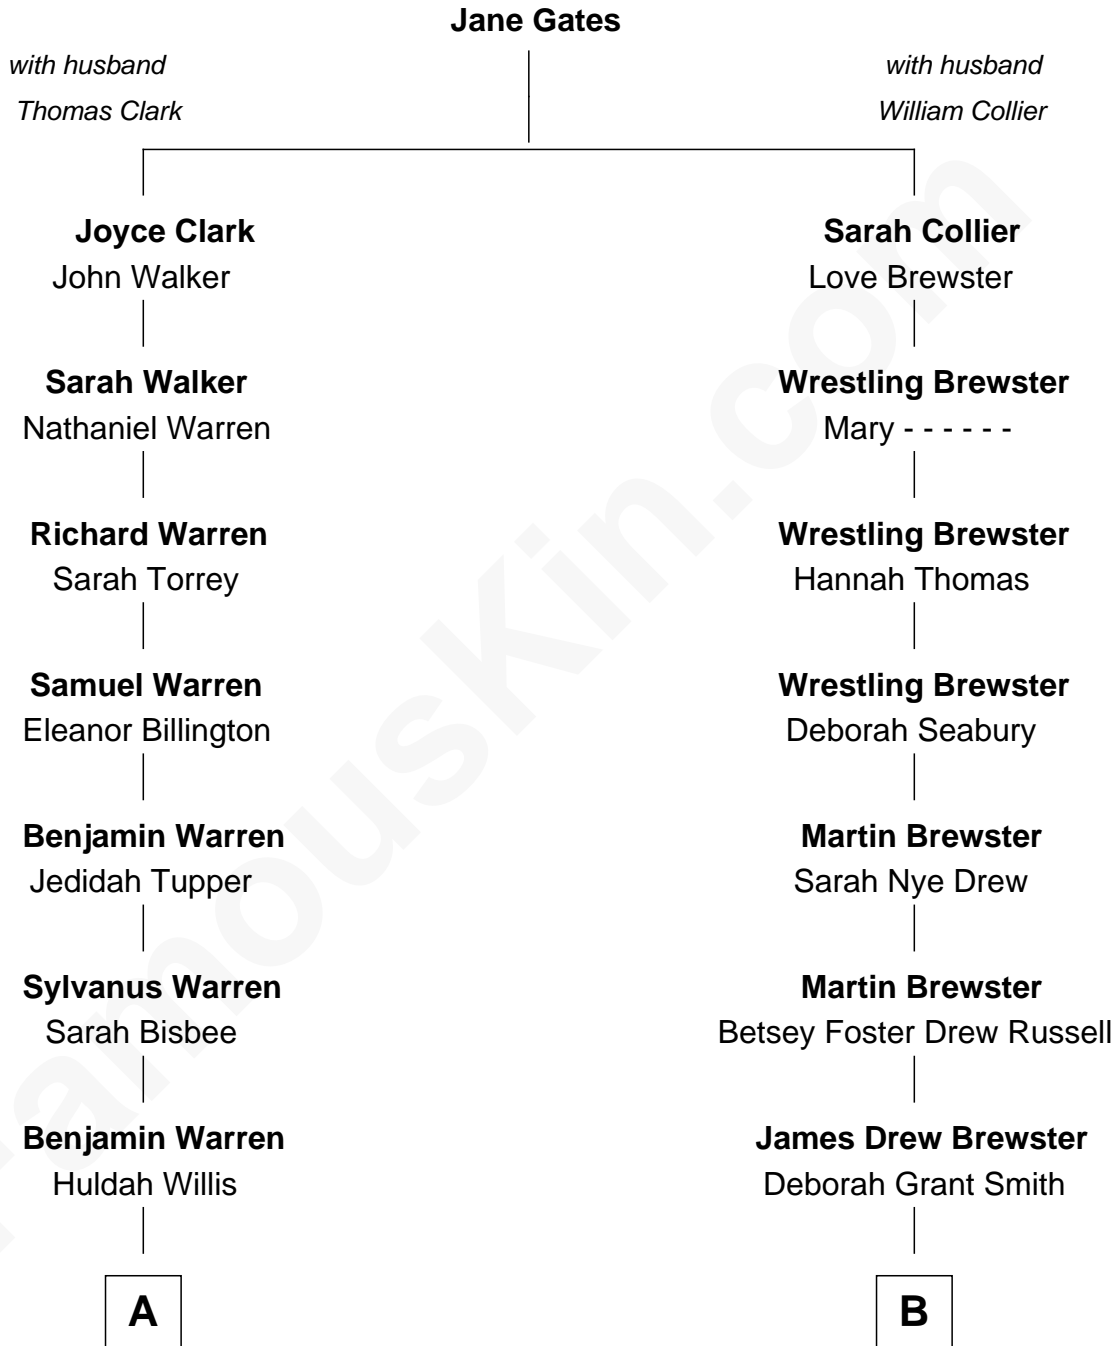 Jane Gates
with husband
Thomas Clark
with husband
William Collier
Joyce Clark
John Walker
Sarah Walker
Nathaniel Warren
Richard Warren
Sarah Torrey
Samuel Warren
Eleanor Billington
Benjamin Warren
Jedidah Tupper
Sylvanus Warren
Sarah Bisbee
Benjamin Warren
Huldah Willis
A
Sarah Collier
Love Brewster
Wrestling Brewster
Mary - - - - - -
Wrestling Brewster
Hannah Thomas
Wrestling Brewster
Deborah Seabury
Martin Brewster
Sarah Nye Drew
Martin Brewster
Betsey Foster Drew Russell
James Drew Brewster
Deborah Grant Smith
B
FamousKin.com